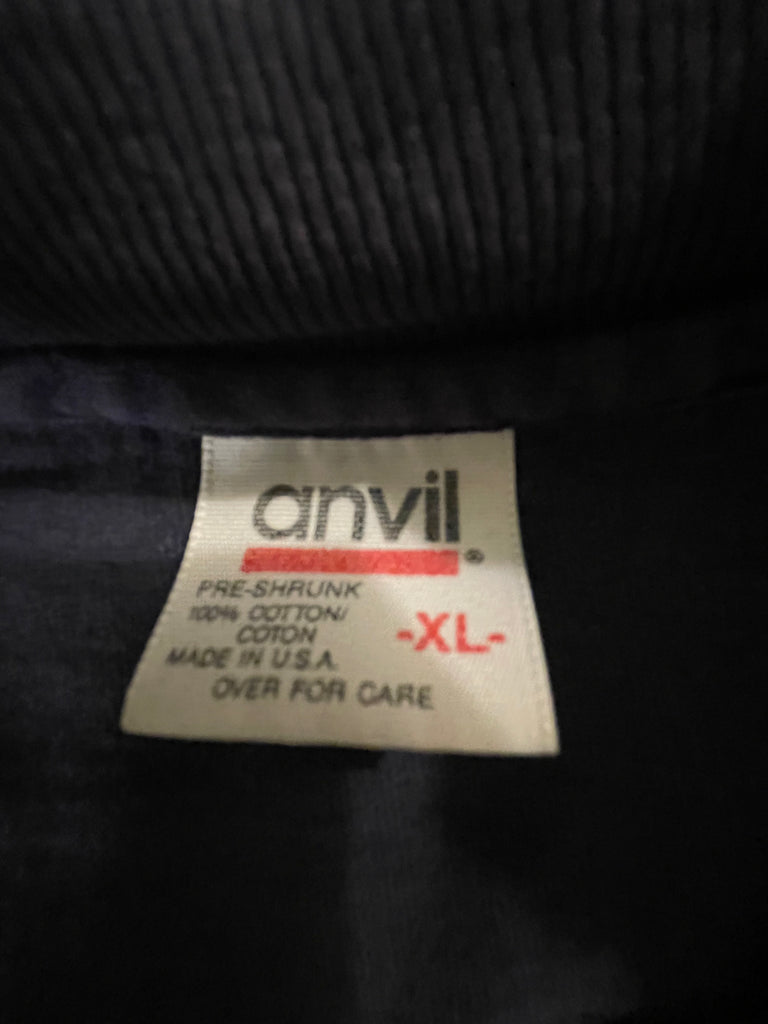 anvil®
PRE-SHRUNK
100% COTTON/
COTON
-XL-
MADE IN U.S.A.
OVER FOR CARE